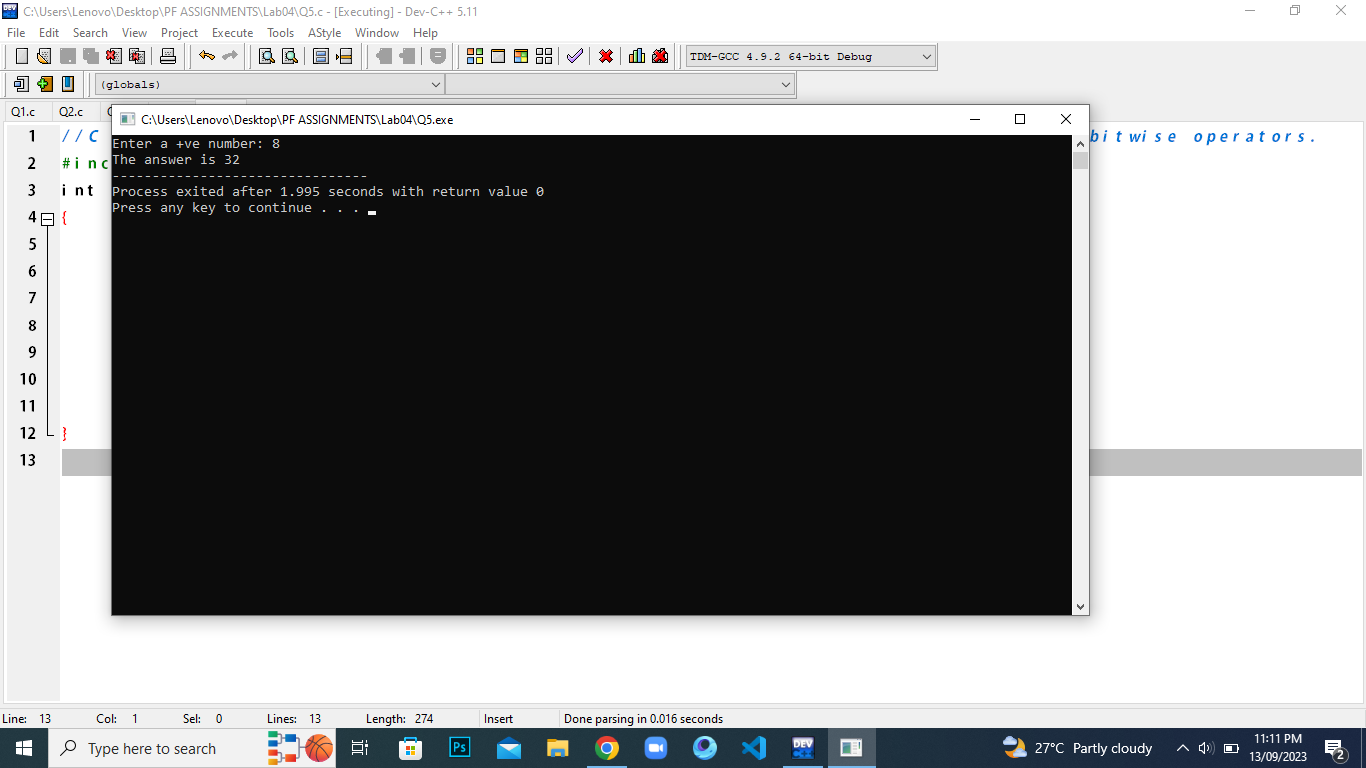 C:\Users\Lenovo\Desktop\PF ASSIGNMENTS\Lab04\Q5.c - [Executing] - Dev-C++ 5.11
File Edit Search View Project Execute Tools AStyle Window Help
TDM-GCC 4.9.2 64-bit Debug
(globals)
Q1.c Q2.c
C:\Users\Lenovo\Desktop\PF ASSIGNMENTS\Lab04\Q5.exe
Enter a +ve number: 8
The answer is 32
--------------------------------
Process exited after 1.995 seconds with return value 0
Press any key to continue . . .
1 //C bitwise operators.
2 #inc
3 int
4 {
5
6
7
8
9
10
11
12 }
13
Line: 13 Col: 1 Sel: 0 Lines: 13 Length: 274 Insert Done parsing in 0.016 seconds
Type here to search
Ps
DEV
27°C Partly cloudy
11:11 PM
13/09/2023
2